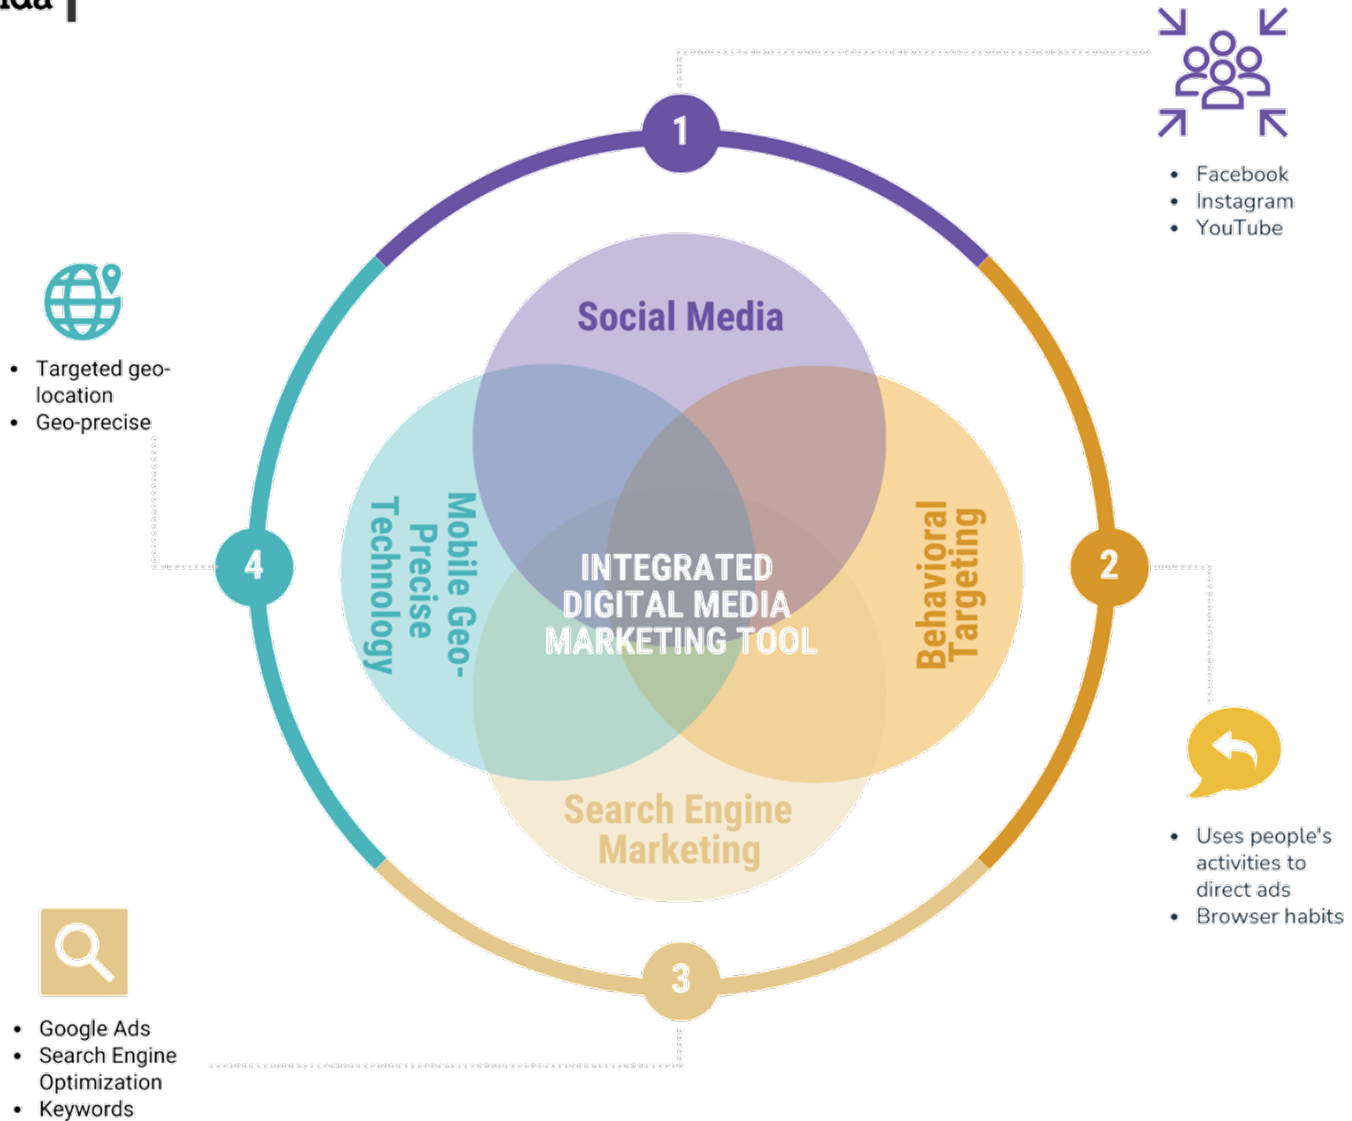 1
Facebook
Instagram
YouTube
Social Media
Targeted geo-
location
Geo-precise
Mobile Geo-
Precise
Technology
4
INTEGRATED
DIGITAL MEDIA
MARKETING TOOL
Behavioral
Targeting
2
Uses people's
activities to
direct ads
Browser habits
Search Engine
Marketing
3
Google Ads
Search Engine
Optimization
Keywords